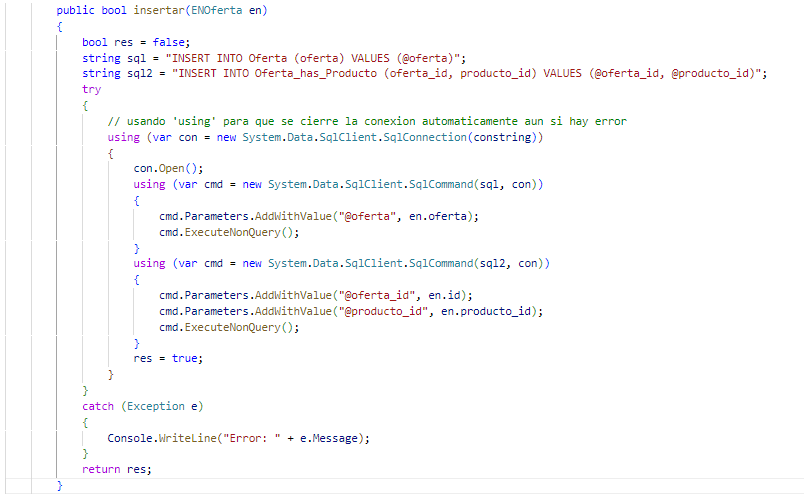 public bool insertar(ENOferta en)
{
bool res = false;
string sql = "INSERT INTO Oferta (oferta) VALUES (@oferta)";
string sql2 = "INSERT INTO Oferta_has_Producto (oferta_id, producto_id) VALUES (@oferta_id, @producto_id)";
try
{
// usando 'using' para que se cierre la conexion automaticamente aun si hay error
using (var con = new System.Data.SqlClient.SqlConnection(constring))
{
con.Open();
using (var cmd = new System.Data.SqlClient.SqlCommand(sql, con))
{
cmd.Parameters.AddWithValue("@oferta", en.oferta);
cmd.ExecuteNonQuery();
}
using (var cmd = new System.Data.SqlClient.SqlCommand(sql2, con))
{
cmd.Parameters.AddWithValue("@oferta_id", en.id);
cmd.Parameters.AddWithValue("@producto_id", en.producto_id);
cmd.ExecuteNonQuery();
}
res = true;
}
}
catch (Exception e)
{
Console.WriteLine("Error: " + e.Message);
}
return res;
}